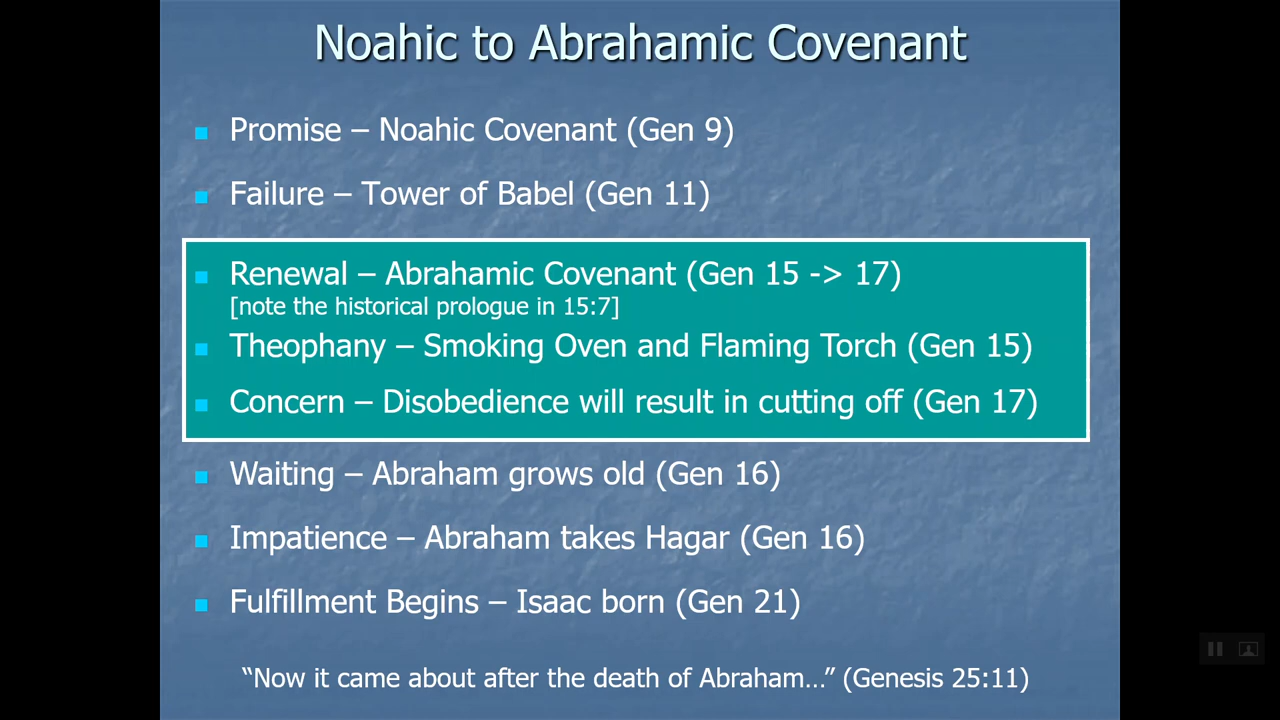 Noahic to Abrahamic Covenant
Promise – Noahic Covenant (Gen 9)
Failure – Tower of Babel (Gen 11)
Renewal – Abrahamic Covenant (Gen 15 -> 17)
[note the historical prologue in 15:7]
Theophany – Smoking Oven and Flaming Torch (Gen 15)
Concern – Disobedience will result in cutting off (Gen 17)
Waiting – Abraham grows old (Gen 16)
Impatience – Abraham takes Hagar (Gen 16)
Fulfillment Begins – Isaac born (Gen 21)
“Now it came about after the death of Abraham…” (Genesis 25:11)